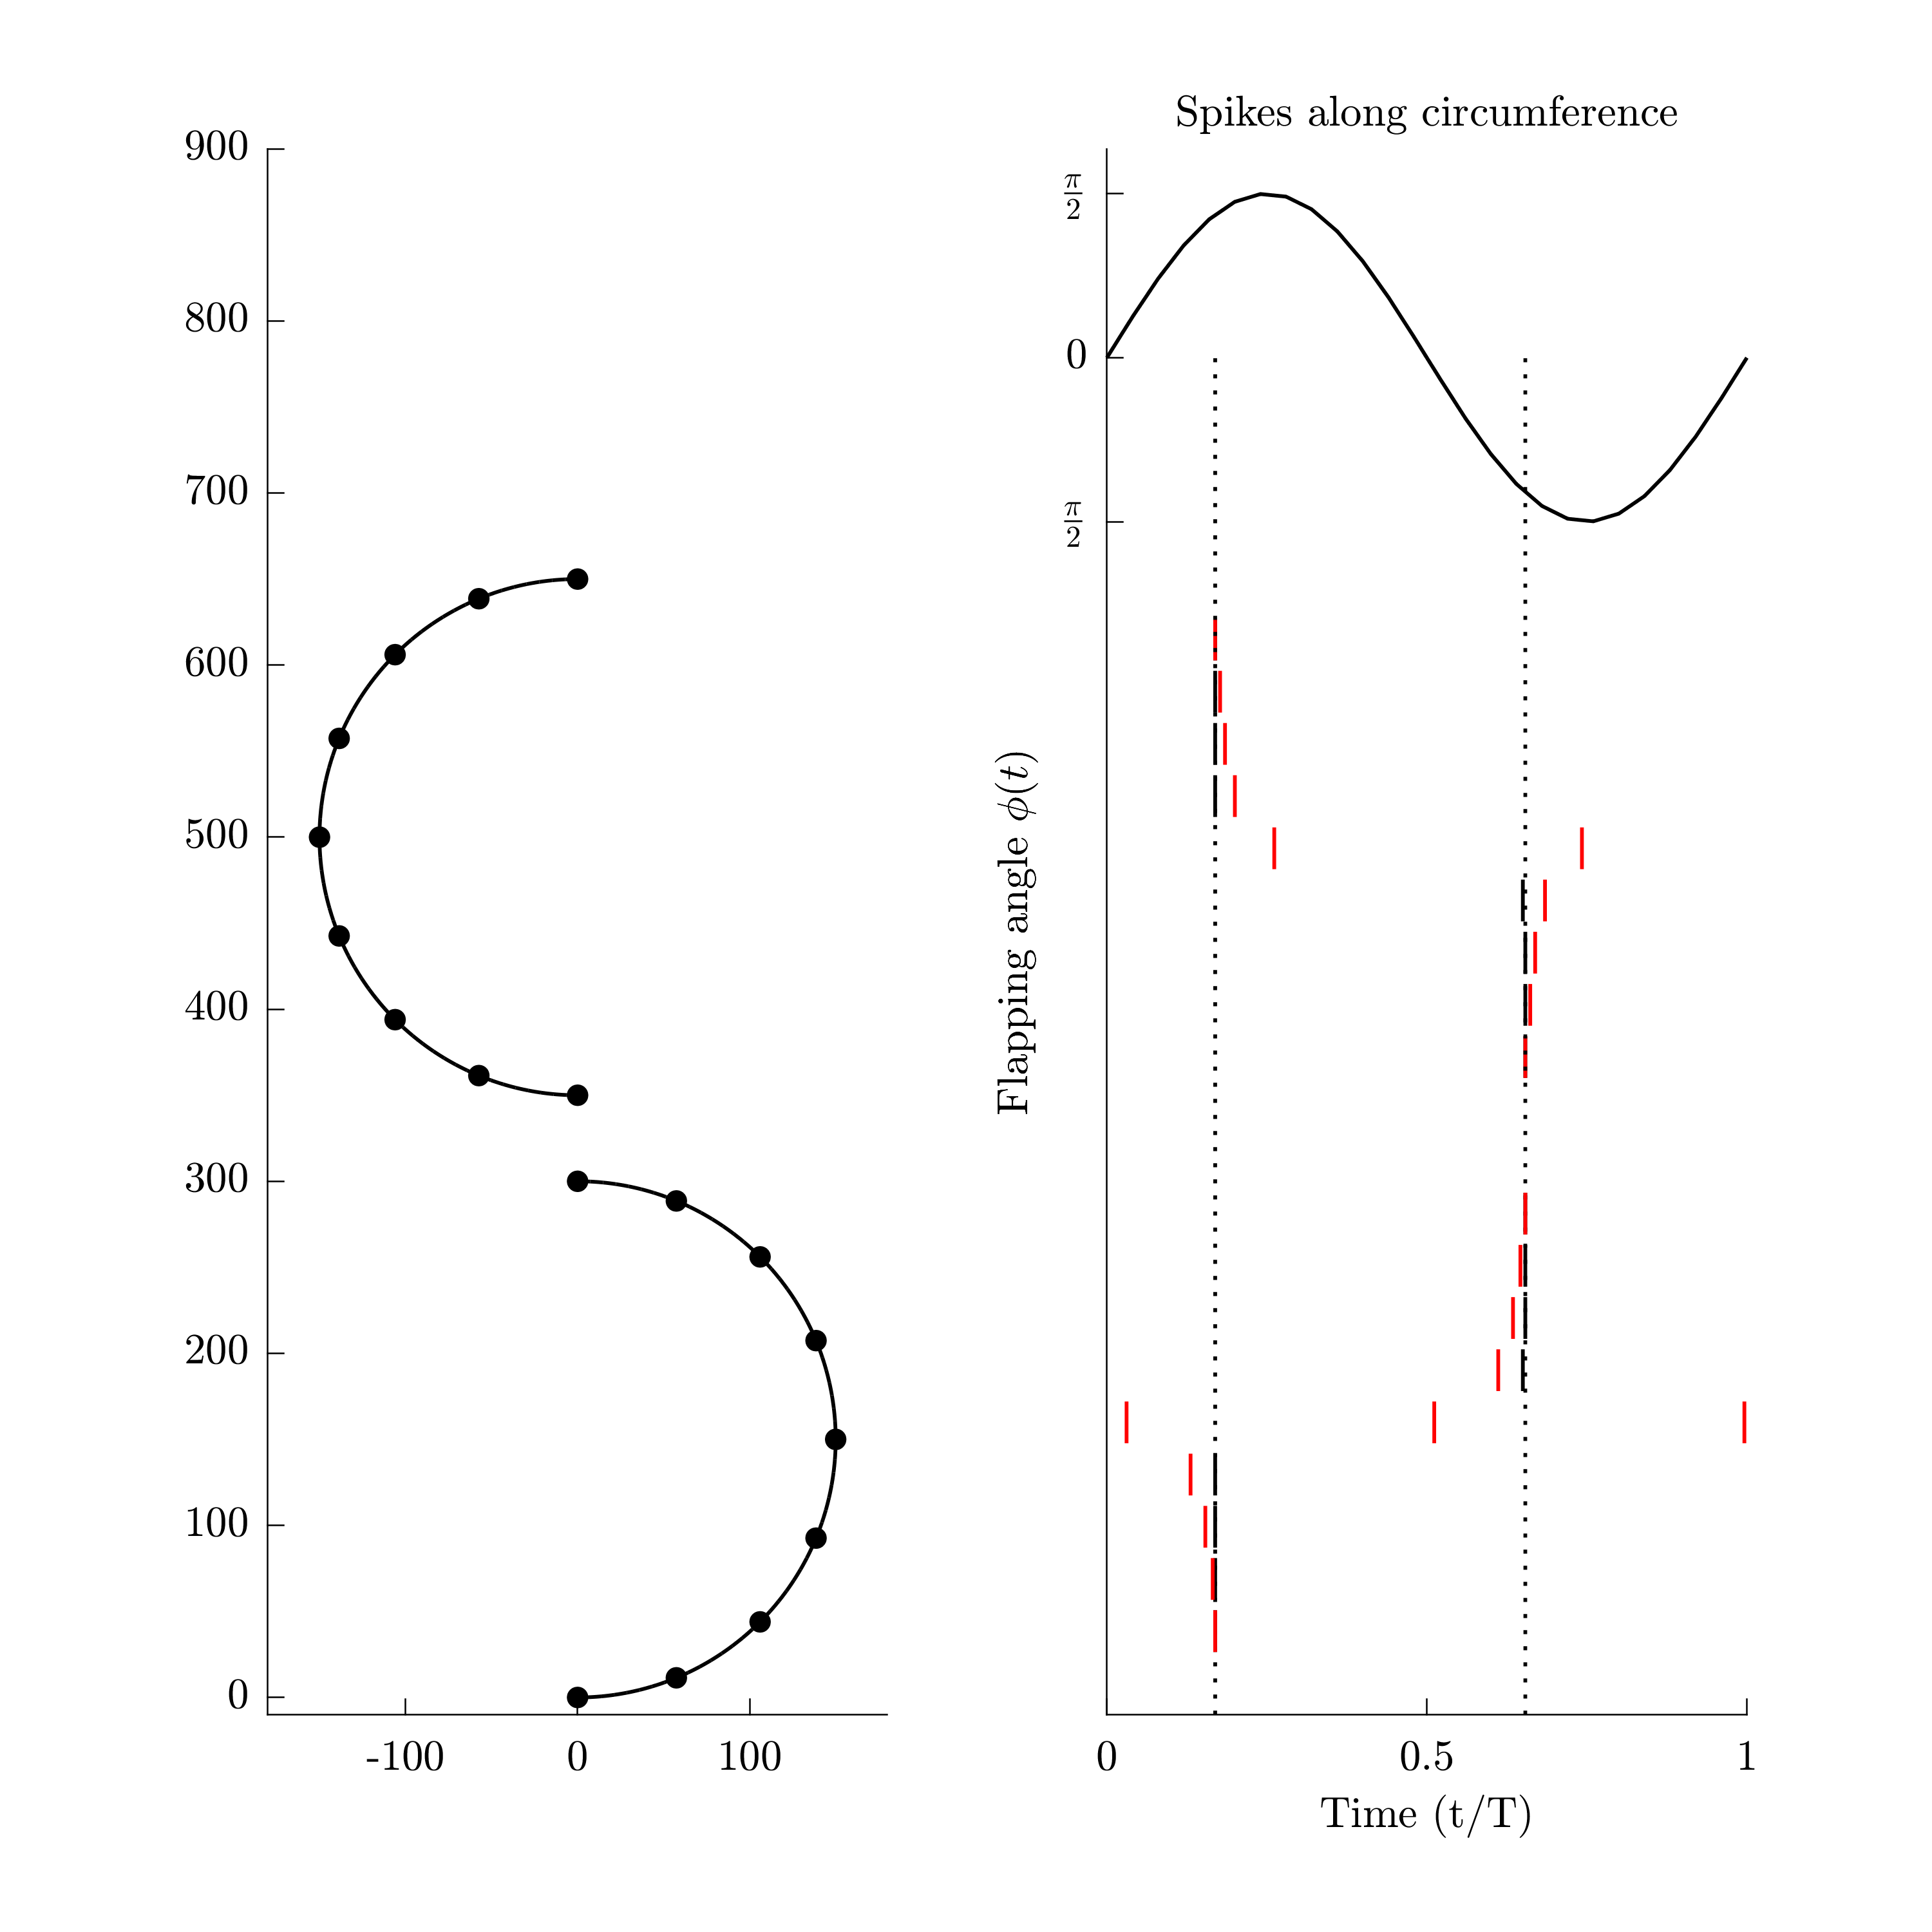 Spikes along circumference
900
800
700
600
500
400
300
200
100
0
-100 0 100
π/2
0
π/2
Flapping angle ϕ(t)
0 0.5 1
Time (t/T)